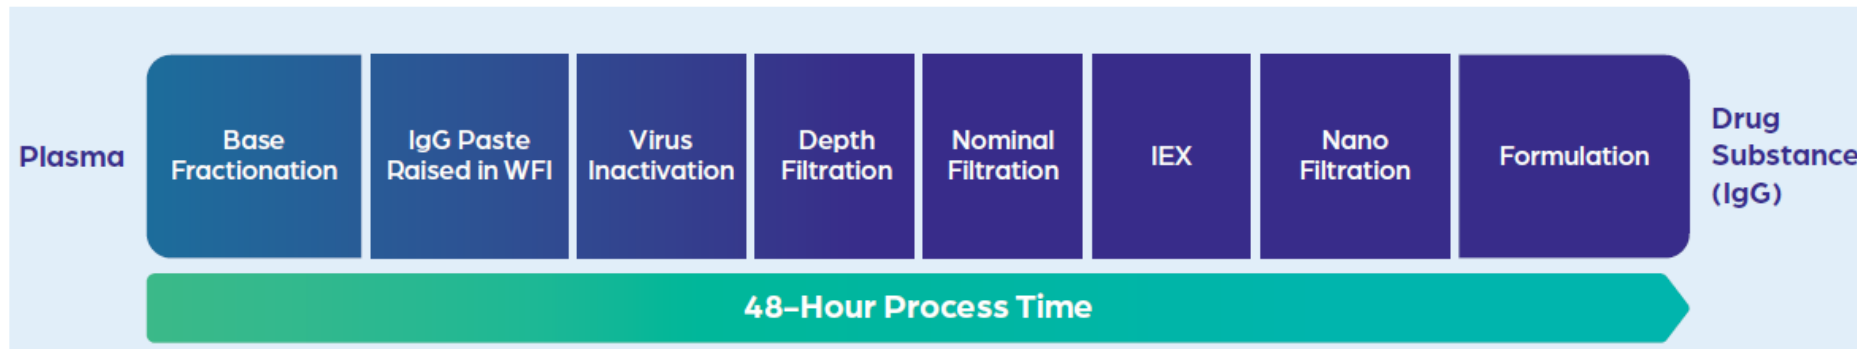 Plasma
Base
Fractionation
IgG Paste
Raised in WFI
Virus
Inactivation
Depth
Filtration
Nominal
Filtration
IEX
Nano
Filtration
Formulation
Drug
Substance
(IgG)
48-Hour Process Time